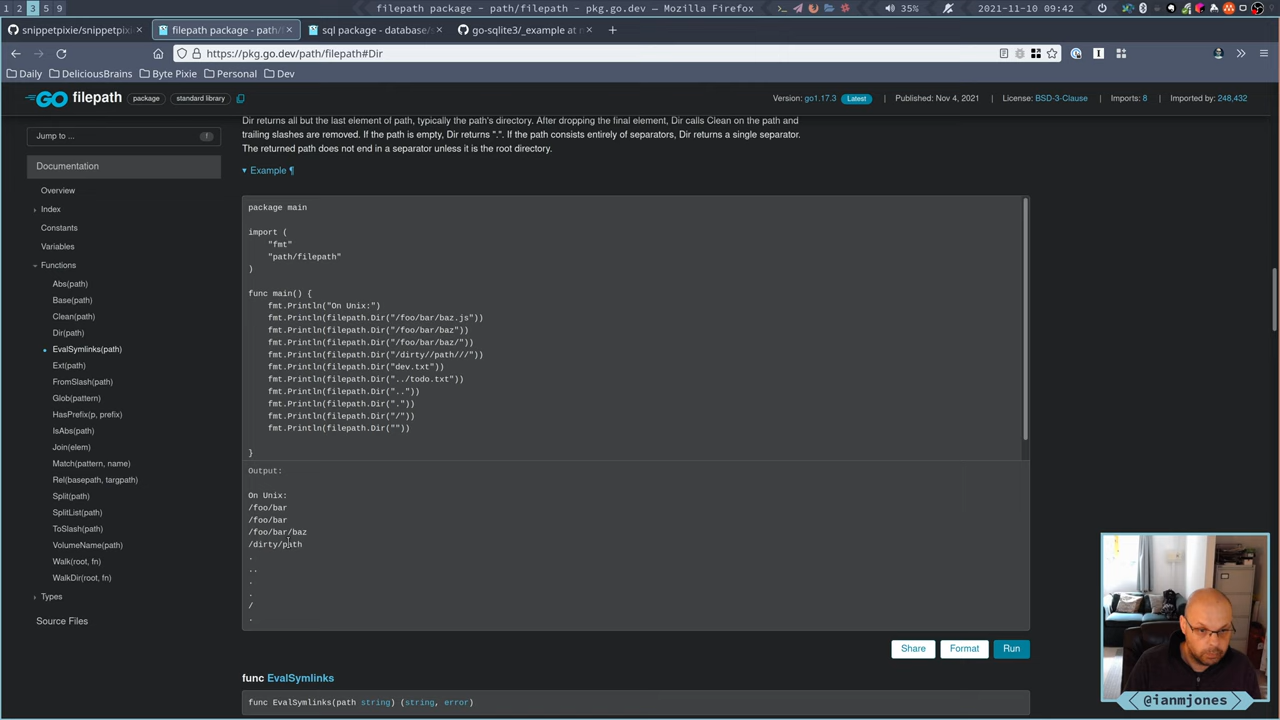 1 2 3 5 9
filepath package - path/filepath - pkg.go.dev — Mozilla Firefox
35%
2021-11-10 09:42
snippetpixie/snippetpixi
filepath package - path/
sql package - database/s
go-sqlite3/_example at m
https://pkg.go.dev/path/filepath#Dir
Daily
DeliciousBrains
Byte Pixie
Personal
Dev
GO
filepath
package
standard library
Version: go1.17.3
Latest
Published: Nov 4, 2021
License: BSD-3-Clause
Imports: 8
Imported by: 248,432
Jump to ...
f
Documentation
Overview
Index
Constants
Variables
Functions
Abs(path)
Base(path)
Clean(path)
Dir(path)
EvalSymlinks(path)
Ext(path)
FromSlash(path)
Glob(pattern)
HasPrefix(p, prefix)
IsAbs(path)
Join(elem)
Match(pattern, name)
Rel(basepath, targpath)
Split(path)
SplitList(path)
ToSlash(path)
VolumeName(path)
Walk(root, fn)
WalkDir(root, fn)
Types
Source Files
Dir returns all but the last element of path, typically the path's directory. After dropping the final element, Dir calls Clean on the path and
trailing slashes are removed. If the path is empty, Dir returns ".". If the path consists entirely of separators, Dir returns a single separator.
The returned path does not end in a separator unless it is the root directory.
▾ Example ¶
package main
import (
"fmt"
"path/filepath"
)
func main() {
fmt.Println("On Unix:")
fmt.Println(filepath.Dir("/foo/bar/baz.js"))
fmt.Println(filepath.Dir("/foo/bar/baz"))
fmt.Println(filepath.Dir("/foo/bar/baz/"))
fmt.Println(filepath.Dir("/dirty//path///"))
fmt.Println(filepath.Dir("dev.txt"))
fmt.Println(filepath.Dir("../todo.txt"))
fmt.Println(filepath.Dir(".."))
fmt.Println(filepath.Dir("."))
fmt.Println(filepath.Dir("/"))
fmt.Println(filepath.Dir(""))
}
Output:
On Unix:
/foo/bar
/foo/bar
/foo/bar/baz
/dirty/path
.
..
.
.
/
.
Share
Format
Run
func EvalSymlinks
func EvalSymlinks(path string) (string, error)
@ianmjones